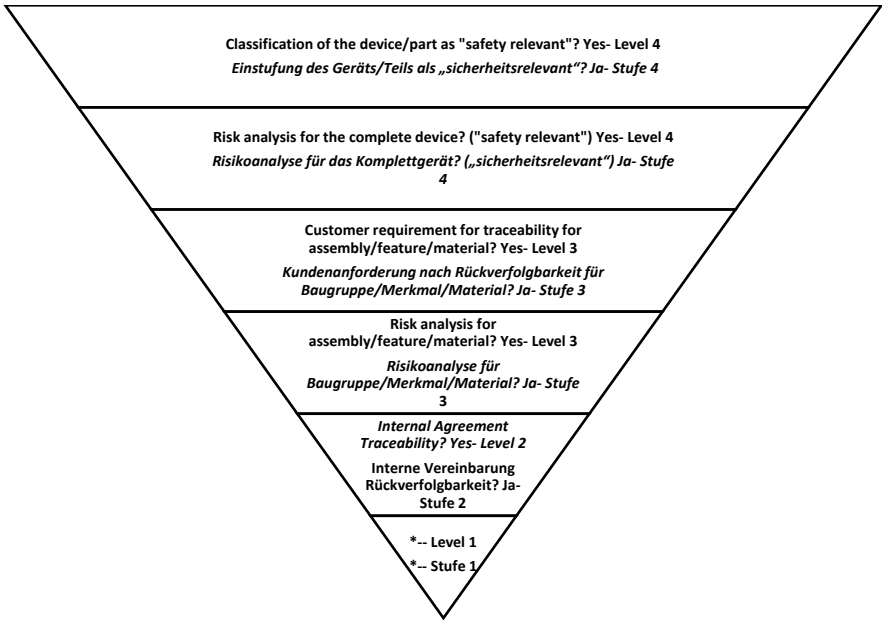 Classification of the device/part as "safety relevant"? Yes- Level 4
Einstufung des Geräts/Teils als „sicherheitsrelevant“? Ja- Stufe 4
Risk analysis for the complete device? ("safety relevant") Yes- Level 4
Risikoanalyse für das Komplettgerät? („sicherheitsrelevant“) Ja- Stufe
4
Customer requirement for traceability for
assembly/feature/material? Yes- Level 3
Kundenanforderung nach Rückverfolgbarkeit für
Baugruppe/Merkmal/Material? Ja- Stufe 3
Risk analysis for
assembly/feature/material? Yes- Level 3
Risikoanalyse für
Baugruppe/Merkmal/Material? Ja- Stufe
3
Internal Agreement
Traceability? Yes- Level 2
Interne Vereinbarung
Rückverfolgbarkeit? Ja-
Stufe 2
*-- Level 1
*-- Stufe 1